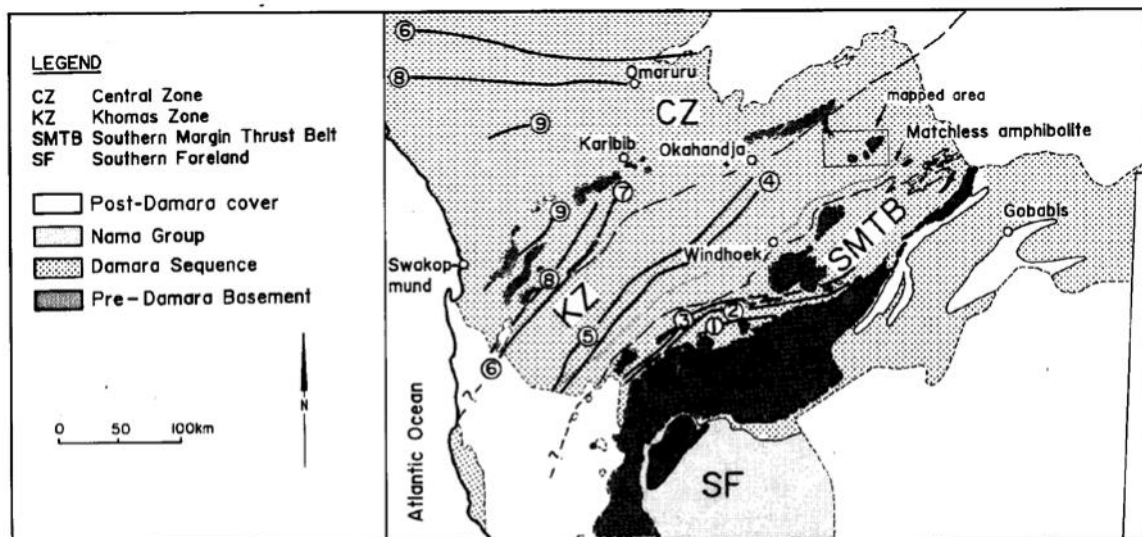 LEGEND
CZ Central Zone
KZ Khomas Zone
SMTB Southern Margin Thrust Belt
SF Southern Foreland
Post-Damara cover
Nama Group
Damara Sequence
Pre-Damara Basement
N
0 50 100km
Atlantic Ocean
6
8
Omaruru
CZ
mapped area
9
Karibib
Okahandja
Matchless amphibolite
7
4
9
Gobabis
Swakop
mund
8
Windhoek
SMTB
KZ
3
2
1
5
6
?
?
SF